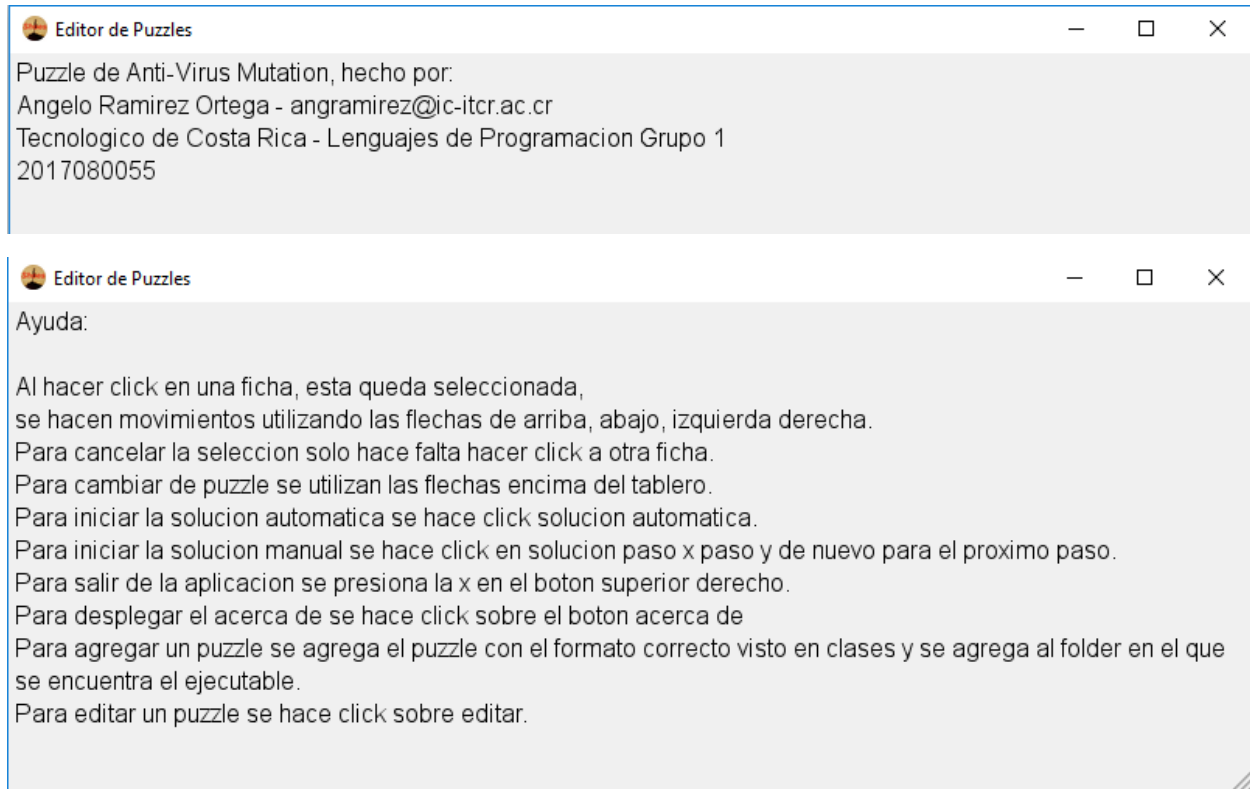 Editor de Puzzles
Puzzle de Anti-Virus Mutation, hecho por:
Angelo Ramirez Ortega - angramirez@ic-itcr.ac.cr
Tecnologico de Costa Rica - Lenguajes de Programacion Grupo 1
2017080055
Editor de Puzzles
Ayuda:
Al hacer click en una ficha, esta queda seleccionada,
se hacen movimientos utilizando las flechas de arriba, abajo, izquierda derecha.
Para cancelar la seleccion solo hace falta hacer click a otra ficha.
Para cambiar de puzzle se utilizan las flechas encima del tablero.
Para iniciar la solucion automatica se hace click solucion automatica.
Para iniciar la solucion manual se hace click en solucion paso x paso y de nuevo para el proximo paso.
Para salir de la aplicacion se presiona la x en el boton superior derecho.
Para desplegar el acerca de se hace click sobre el boton acerca de
Para agregar un puzzle se agrega el puzzle con el formato correcto visto en clases y se agrega al folder en el que
se encuentra el ejecutable.
Para editar un puzzle se hace click sobre editar.